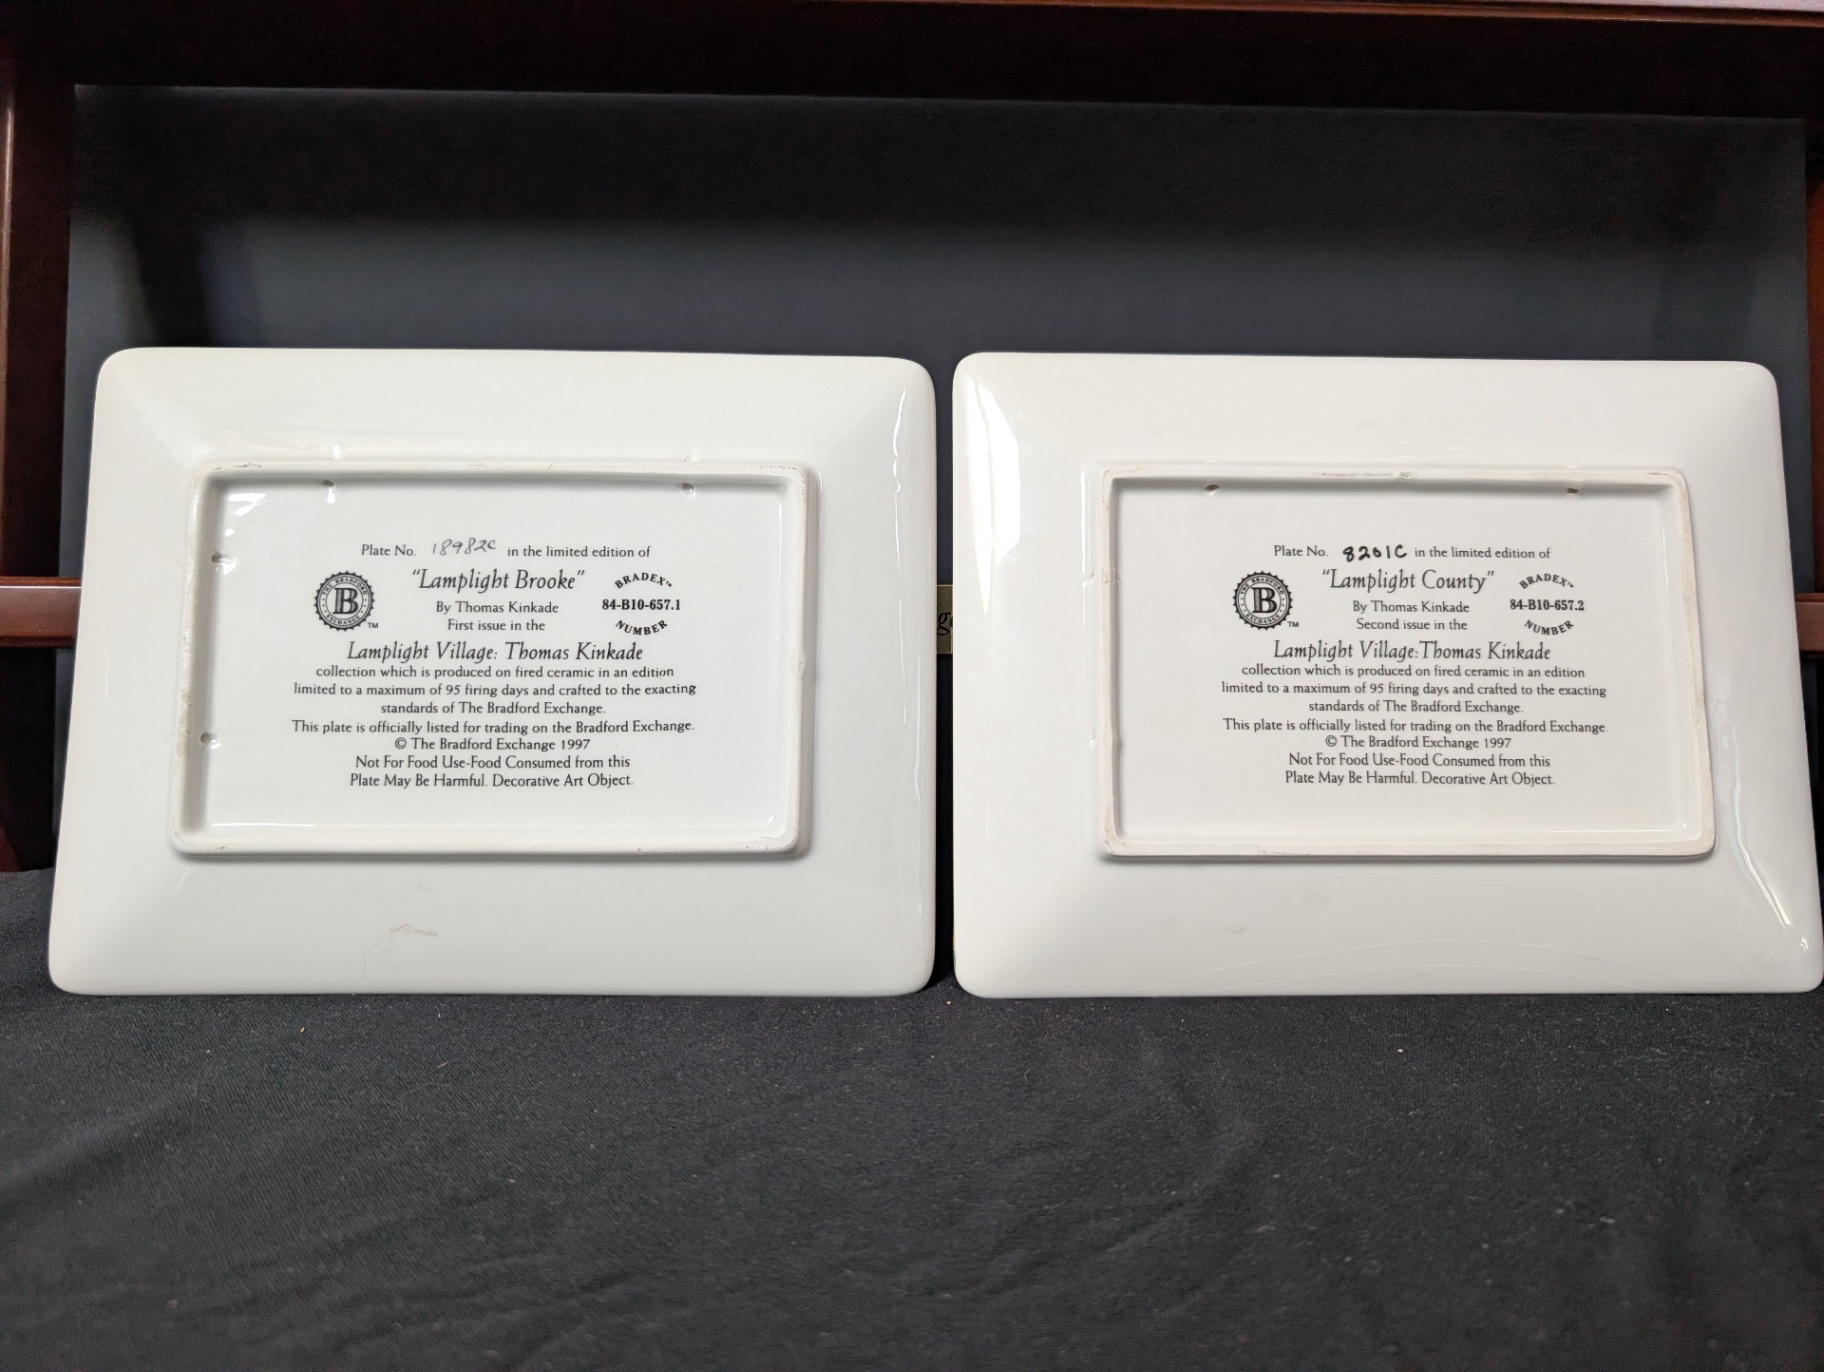 Plate No. 18982C in the limited edition of
"Lamplight Brooke"
THE BRADFORD EXCHANGE
B
TM
BRADEX™
84-B10-657.1
NUMBER
By Thomas Kinkade
First issue in the
Lamplight Village: Thomas Kinkade
collection which is produced on fired ceramic in an edition
limited to a maximum of 95 firing days and crafted to the exacting
standards of The Bradford Exchange.
This plate is officially listed for trading on the Bradford Exchange.
© The Bradford Exchange 1997
Not For Food Use-Food Consumed from this
Plate May Be Harmful. Decorative Art Object.
Plate No. 8201C in the limited edition of
"Lamplight County"
THE BRADFORD EXCHANGE
B
TM
BRADEX™
84-B10-657.2
NUMBER
By Thomas Kinkade
Second issue in the
Lamplight Village: Thomas Kinkade
collection which is produced on fired ceramic in an edition
limited to a maximum of 95 firing days and crafted to the exacting
standards of The Bradford Exchange.
This plate is officially listed for trading on the Bradford Exchange.
© The Bradford Exchange 1997
Not For Food Use-Food Consumed from this
Plate May Be Harmful. Decorative Art Object.